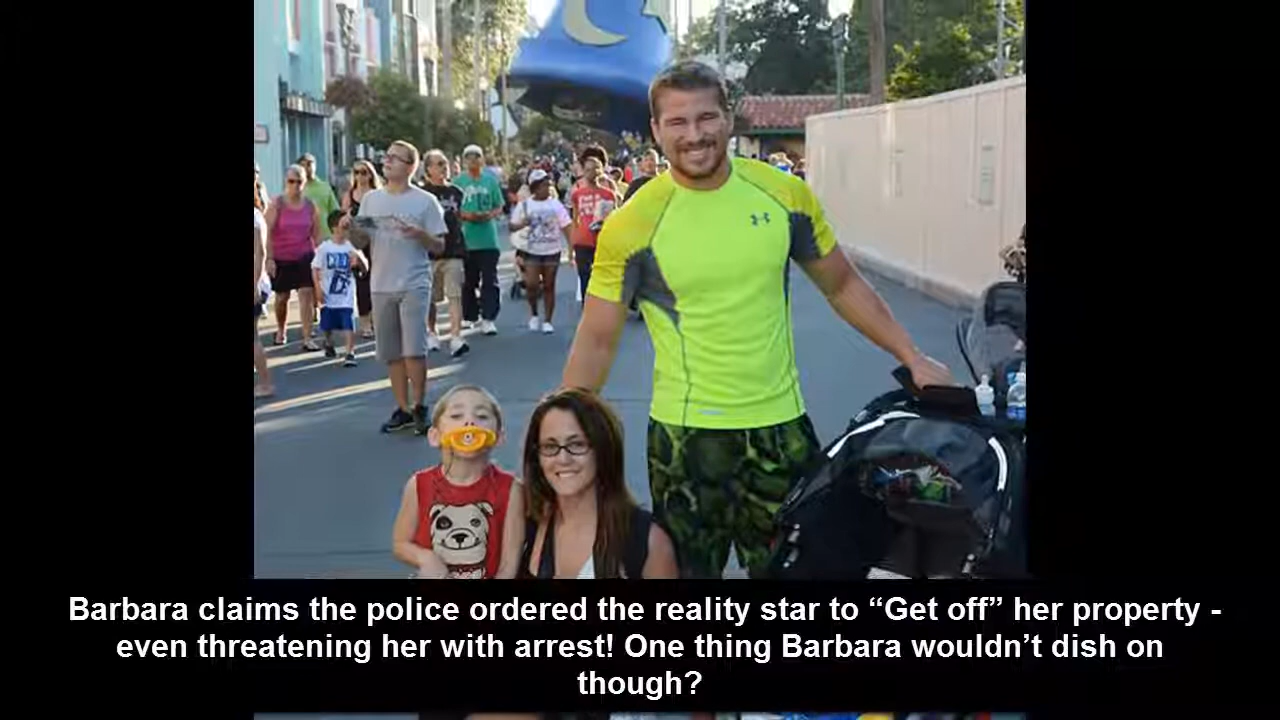 Barbara claims the police ordered the reality star to “Get off” her property -
even threatening her with arrest! One thing Barbara wouldn’t dish on
though?